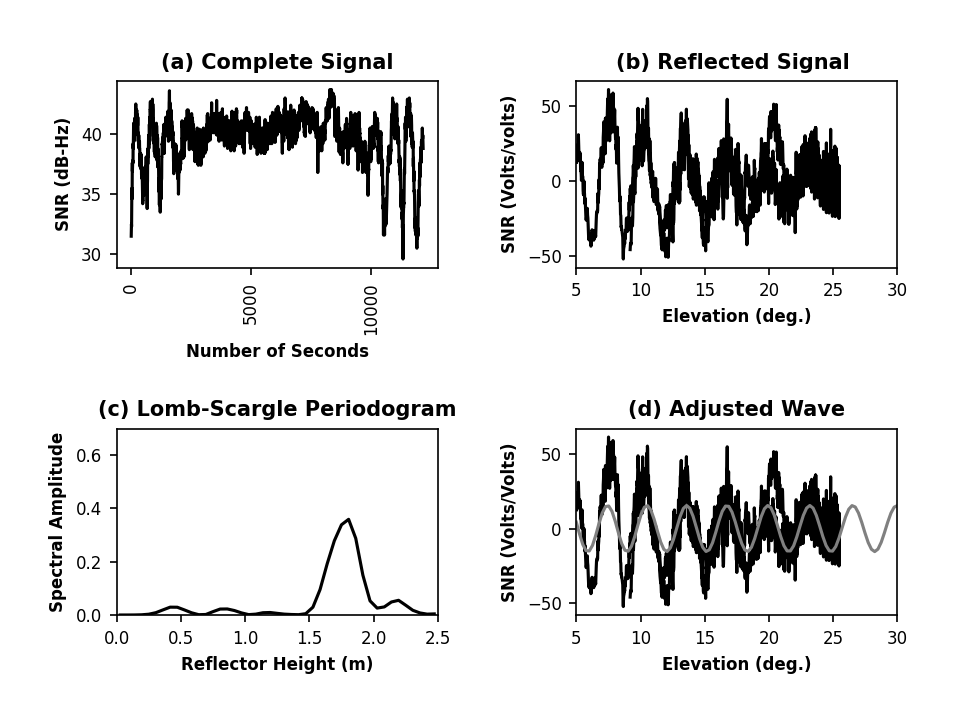 (a) Complete Signal
SNR (dB-Hz)
40
35
30
0
5000
10000
Number of Seconds
(b) Reflected Signal
SNR (Volts/volts)
50
0
−50
5 10 15 20 25 30
Elevation (deg.)
(c) Lomb-Scargle Periodogram
Spectral Amplitude
0.6
0.4
0.2
0.0
0.0 0.5 1.0 1.5 2.0 2.5
Reflector Height (m)
(d) Adjusted Wave
SNR (Volts/Volts)
50
0
−50
5 10 15 20 25 30
Elevation (deg.)